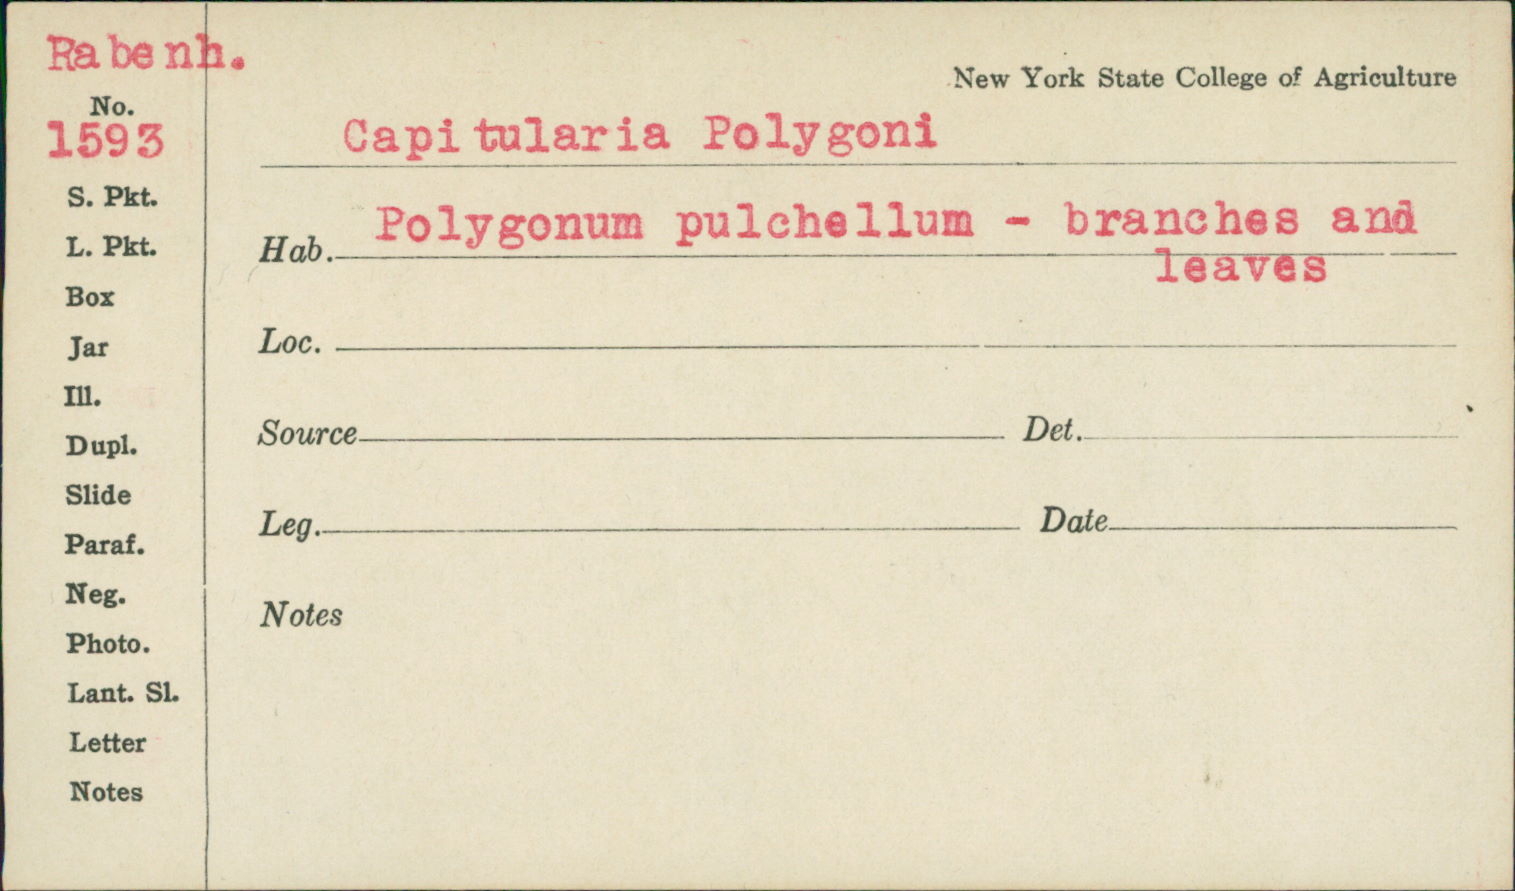 Rabenh.
New York State College of Agriculture
No.
1593
Capitularia Polygoni
S. Pkt.
Hab. Polygonum pulchellum - branches and
leaves
L. Pkt.
Box
Loc.
Jar
Ill.
Source Det.
Dupl.
Slide
Leg. Date
Paraf.
Neg.
Notes
Photo.
Lant. Sl.
Letter
Notes